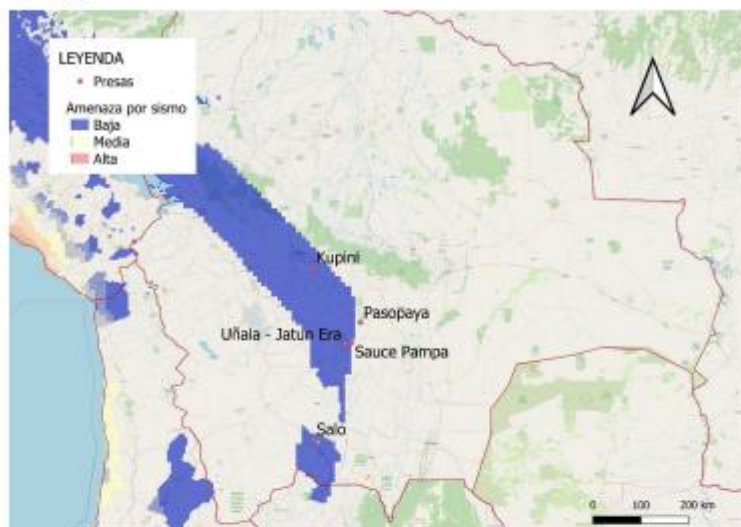 LEYENDA
Presas
Amenaza por sismo
Baja
Media
Alta
Kupini
Pasopaya
Uñala - Jatun Era
Sauce Pampa
Salo
0 100 200 km